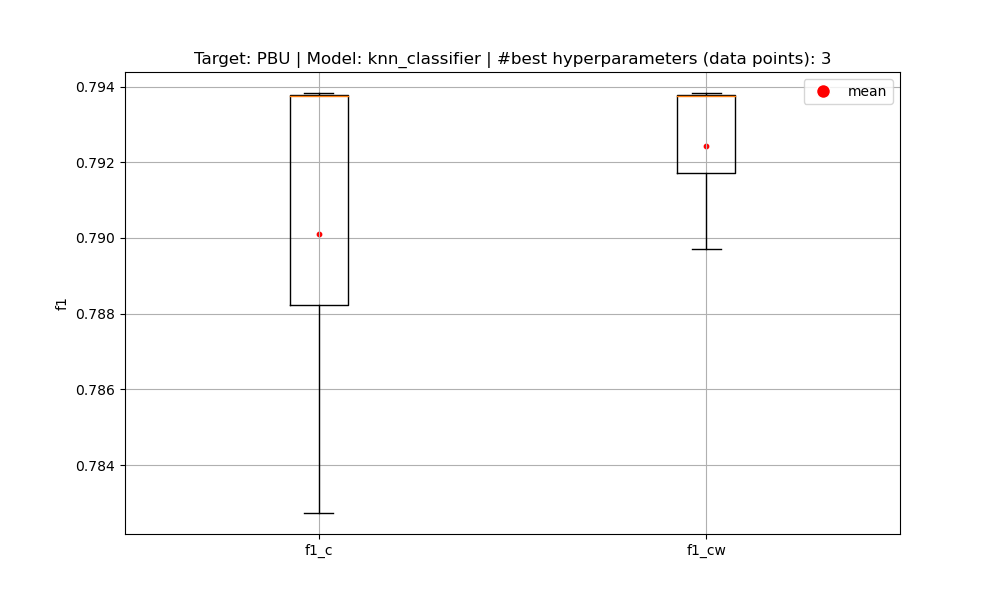 Target: PBU | Model: knn_classifier | #best hyperparameters (data points): 3
mean
0.794
0.792
0.790
0.788
0.786
0.784
f1
f1_c
f1_cw